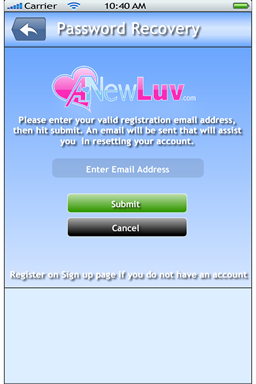 Carrier 10:40 AM
Password Recovery
ANewLuv.com
Please enter your valid registration email address,
then hit submit. An email will be sent that will assist
you in resetting your account.
Enter Email Address
Submit
Cancel
Register on Sign up page if you do not have an account